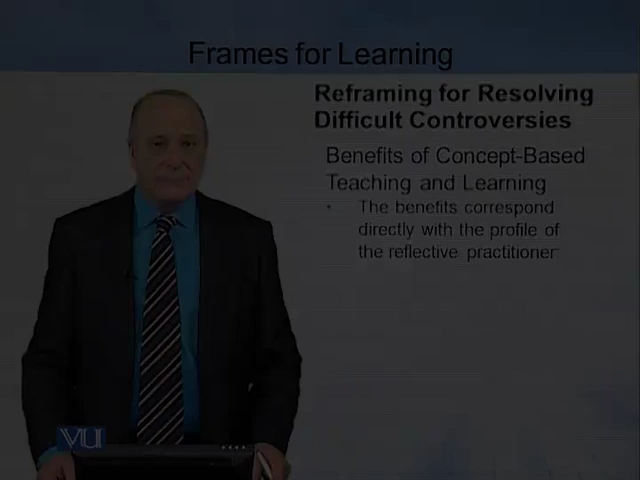 Frames for Learning
Reframing for Resolving
Difficult Controversies
Benefits of Concept-Based
Teaching and Learning
• The benefits correspond
directly with the profile of
the reflective practitioner
VU